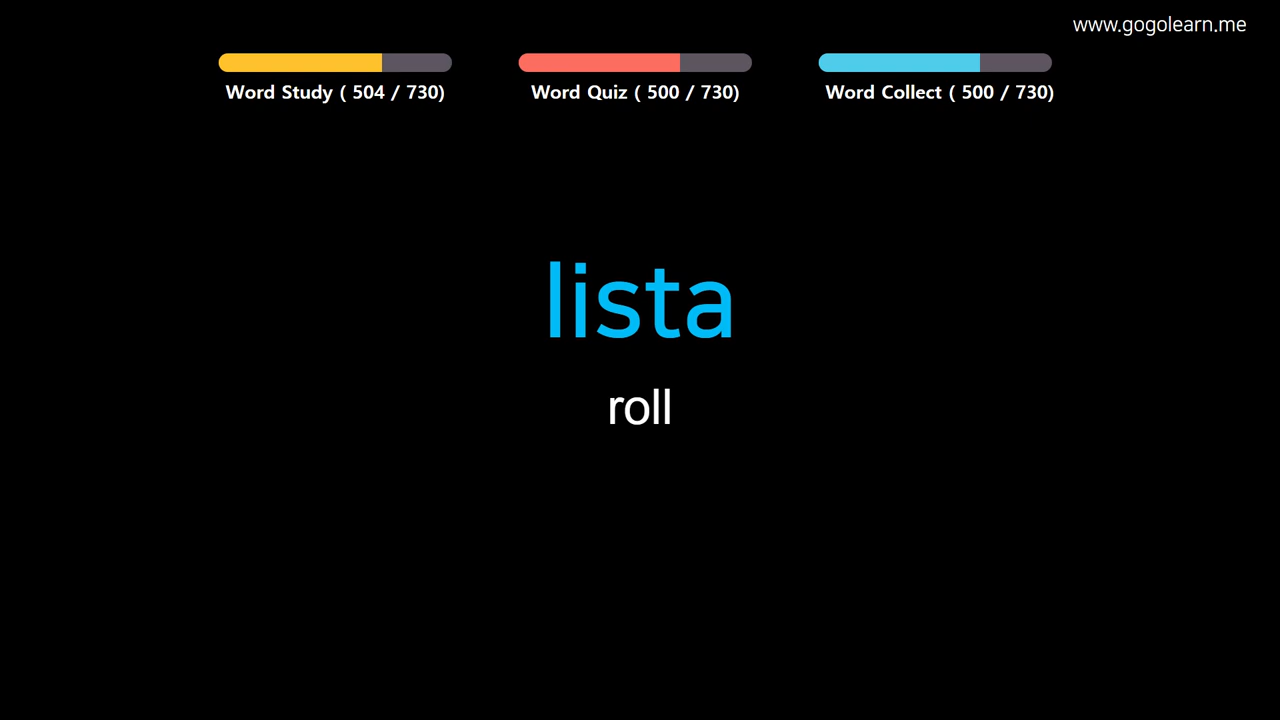 www.gogolearn.me
Word Study ( 504 / 730)
Word Quiz ( 500 / 730)
Word Collect ( 500 / 730)
lista
roll